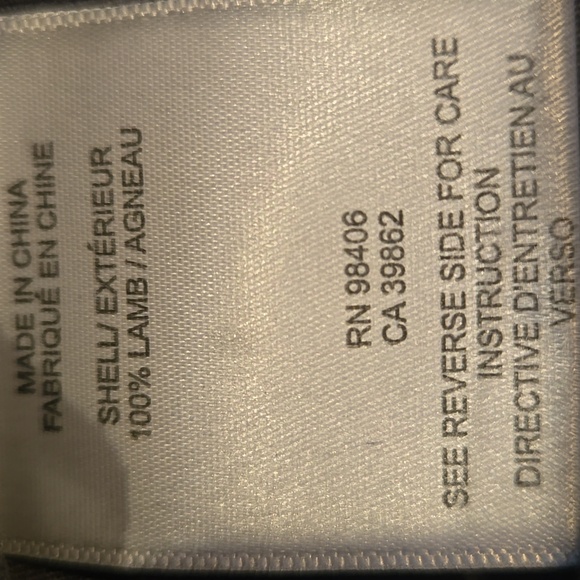 MADE IN CHINA
FABRIQUÉ EN CHINE
SHELL/ EXTÉRIEUR
100% LAMB / AGNEAU
RN 98406
CA 39862
SEE REVERSE SIDE FOR CARE
INSTRUCTION
DIRECTIVE D'ENTRETIEN AU
VERSO